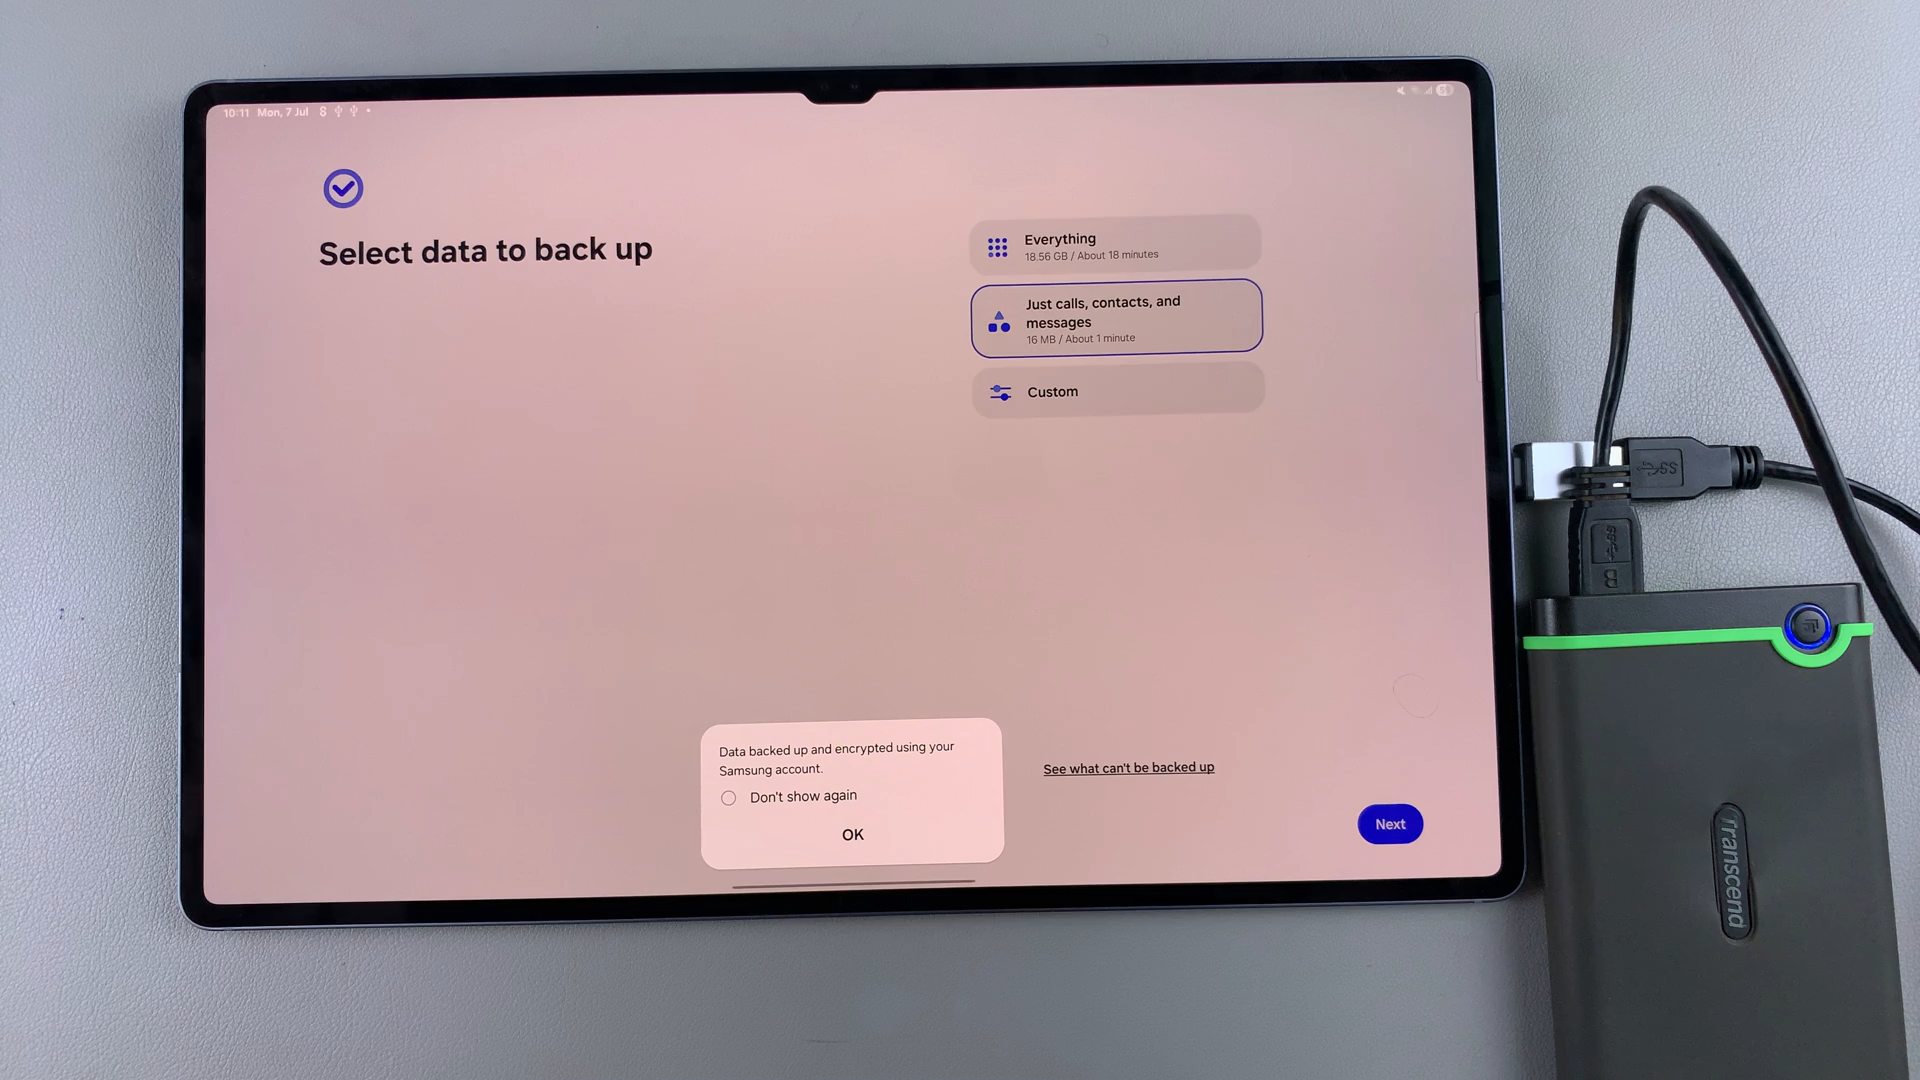 10:11 Mon, 7 Jul
Select data to back up
Everything
18.56 GB / About 18 minutes
Just calls, contacts, and
messages
16 MB / About 1 minute
Custom
Data backed up and encrypted using your
Samsung account.
Don't show again
OK
See what can't be backed up
Next
SS
Transcend